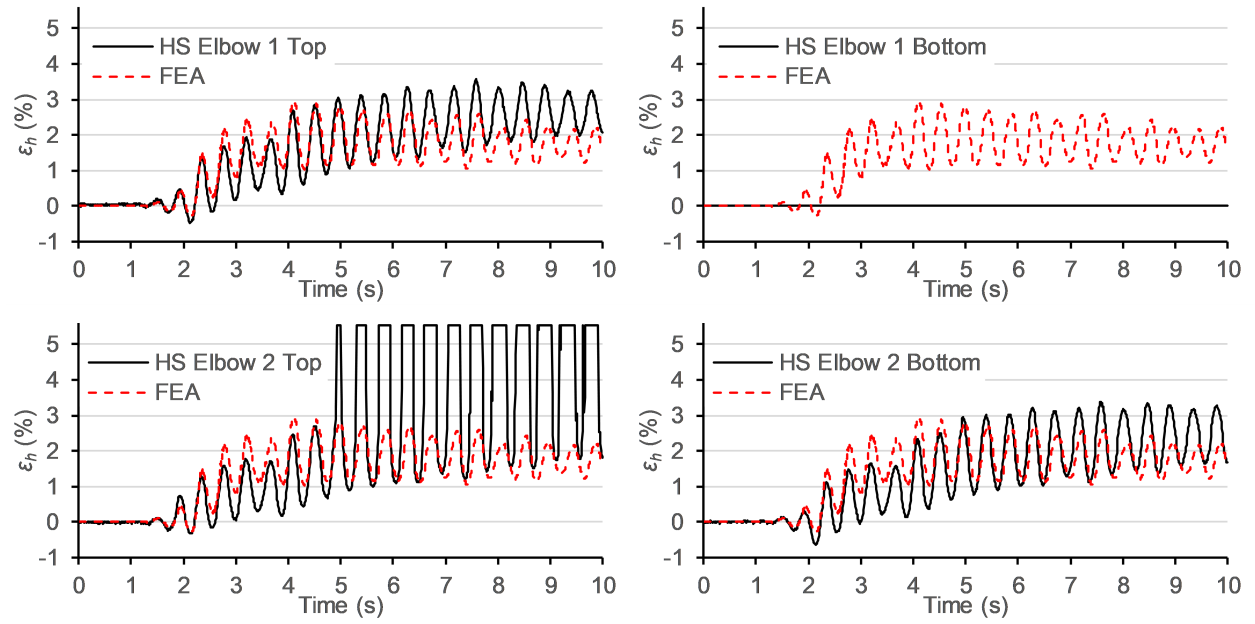 5
4
3
2
1
0
-1
εh (%)
HS Elbow 1 Top
FEA
0 1 2 3 4 5 6 7 8 9 10
Time (s)
5
4
3
2
1
0
-1
εh (%)
HS Elbow 1 Bottom
FEA
0 1 2 3 4 5 6 7 8 9 10
Time (s)
5
4
3
2
1
0
-1
εh (%)
HS Elbow 2 Top
FEA
0 1 2 3 4 5 6 7 8 9 10
Time (s)
5
4
3
2
1
0
-1
εh (%)
HS Elbow 2 Bottom
FEA
0 1 2 3 4 5 6 7 8 9 10
Time (s)